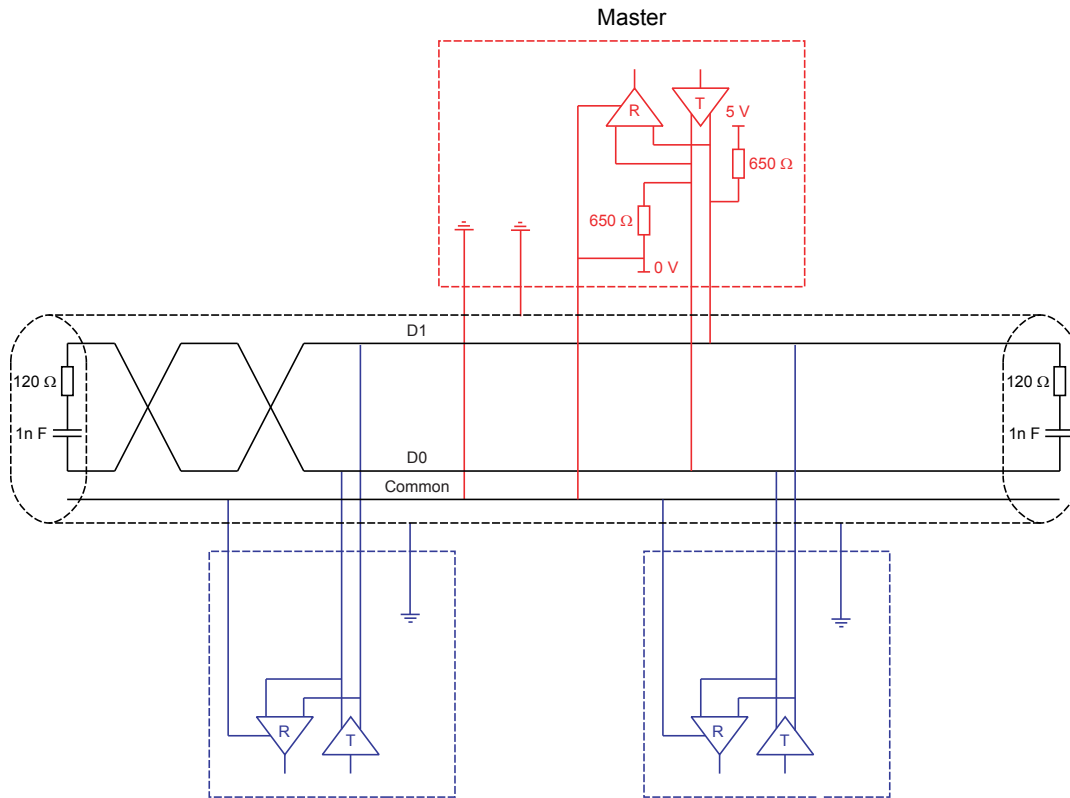 Master
R
T
5 V
650 Ω
650 Ω
0 V
D1
120 Ω
120 Ω
1n F
1n F
D0
Common
R
T
R
T